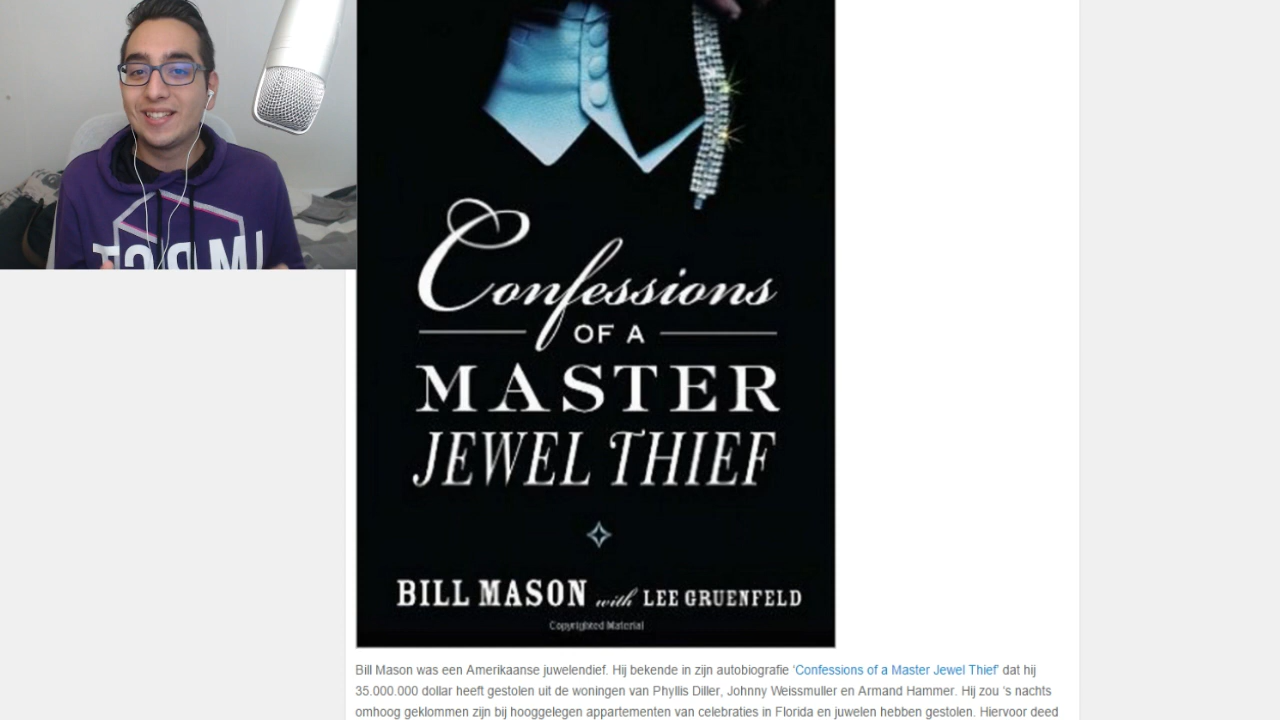 Confessions
OF A
MASTER
JEWEL THIEF
BILL MASON with LEE GRUENFELD
Copyrighted Material
Bill Mason was een Amerikaanse juwelendief. Hij bekende in zijn autobiografie 'Confessions of a Master Jewel Thief' dat hij
35.000.000 dollar heeft gestolen uit de woningen van Phyllis Diller, Johnny Weissmuller en Armand Hammer. Hij zou 's nachts
omhoog geklommen zijn bij hooggelegen appartementen van celebraties in Florida en juwelen hebben gestolen. Hiervoor deed